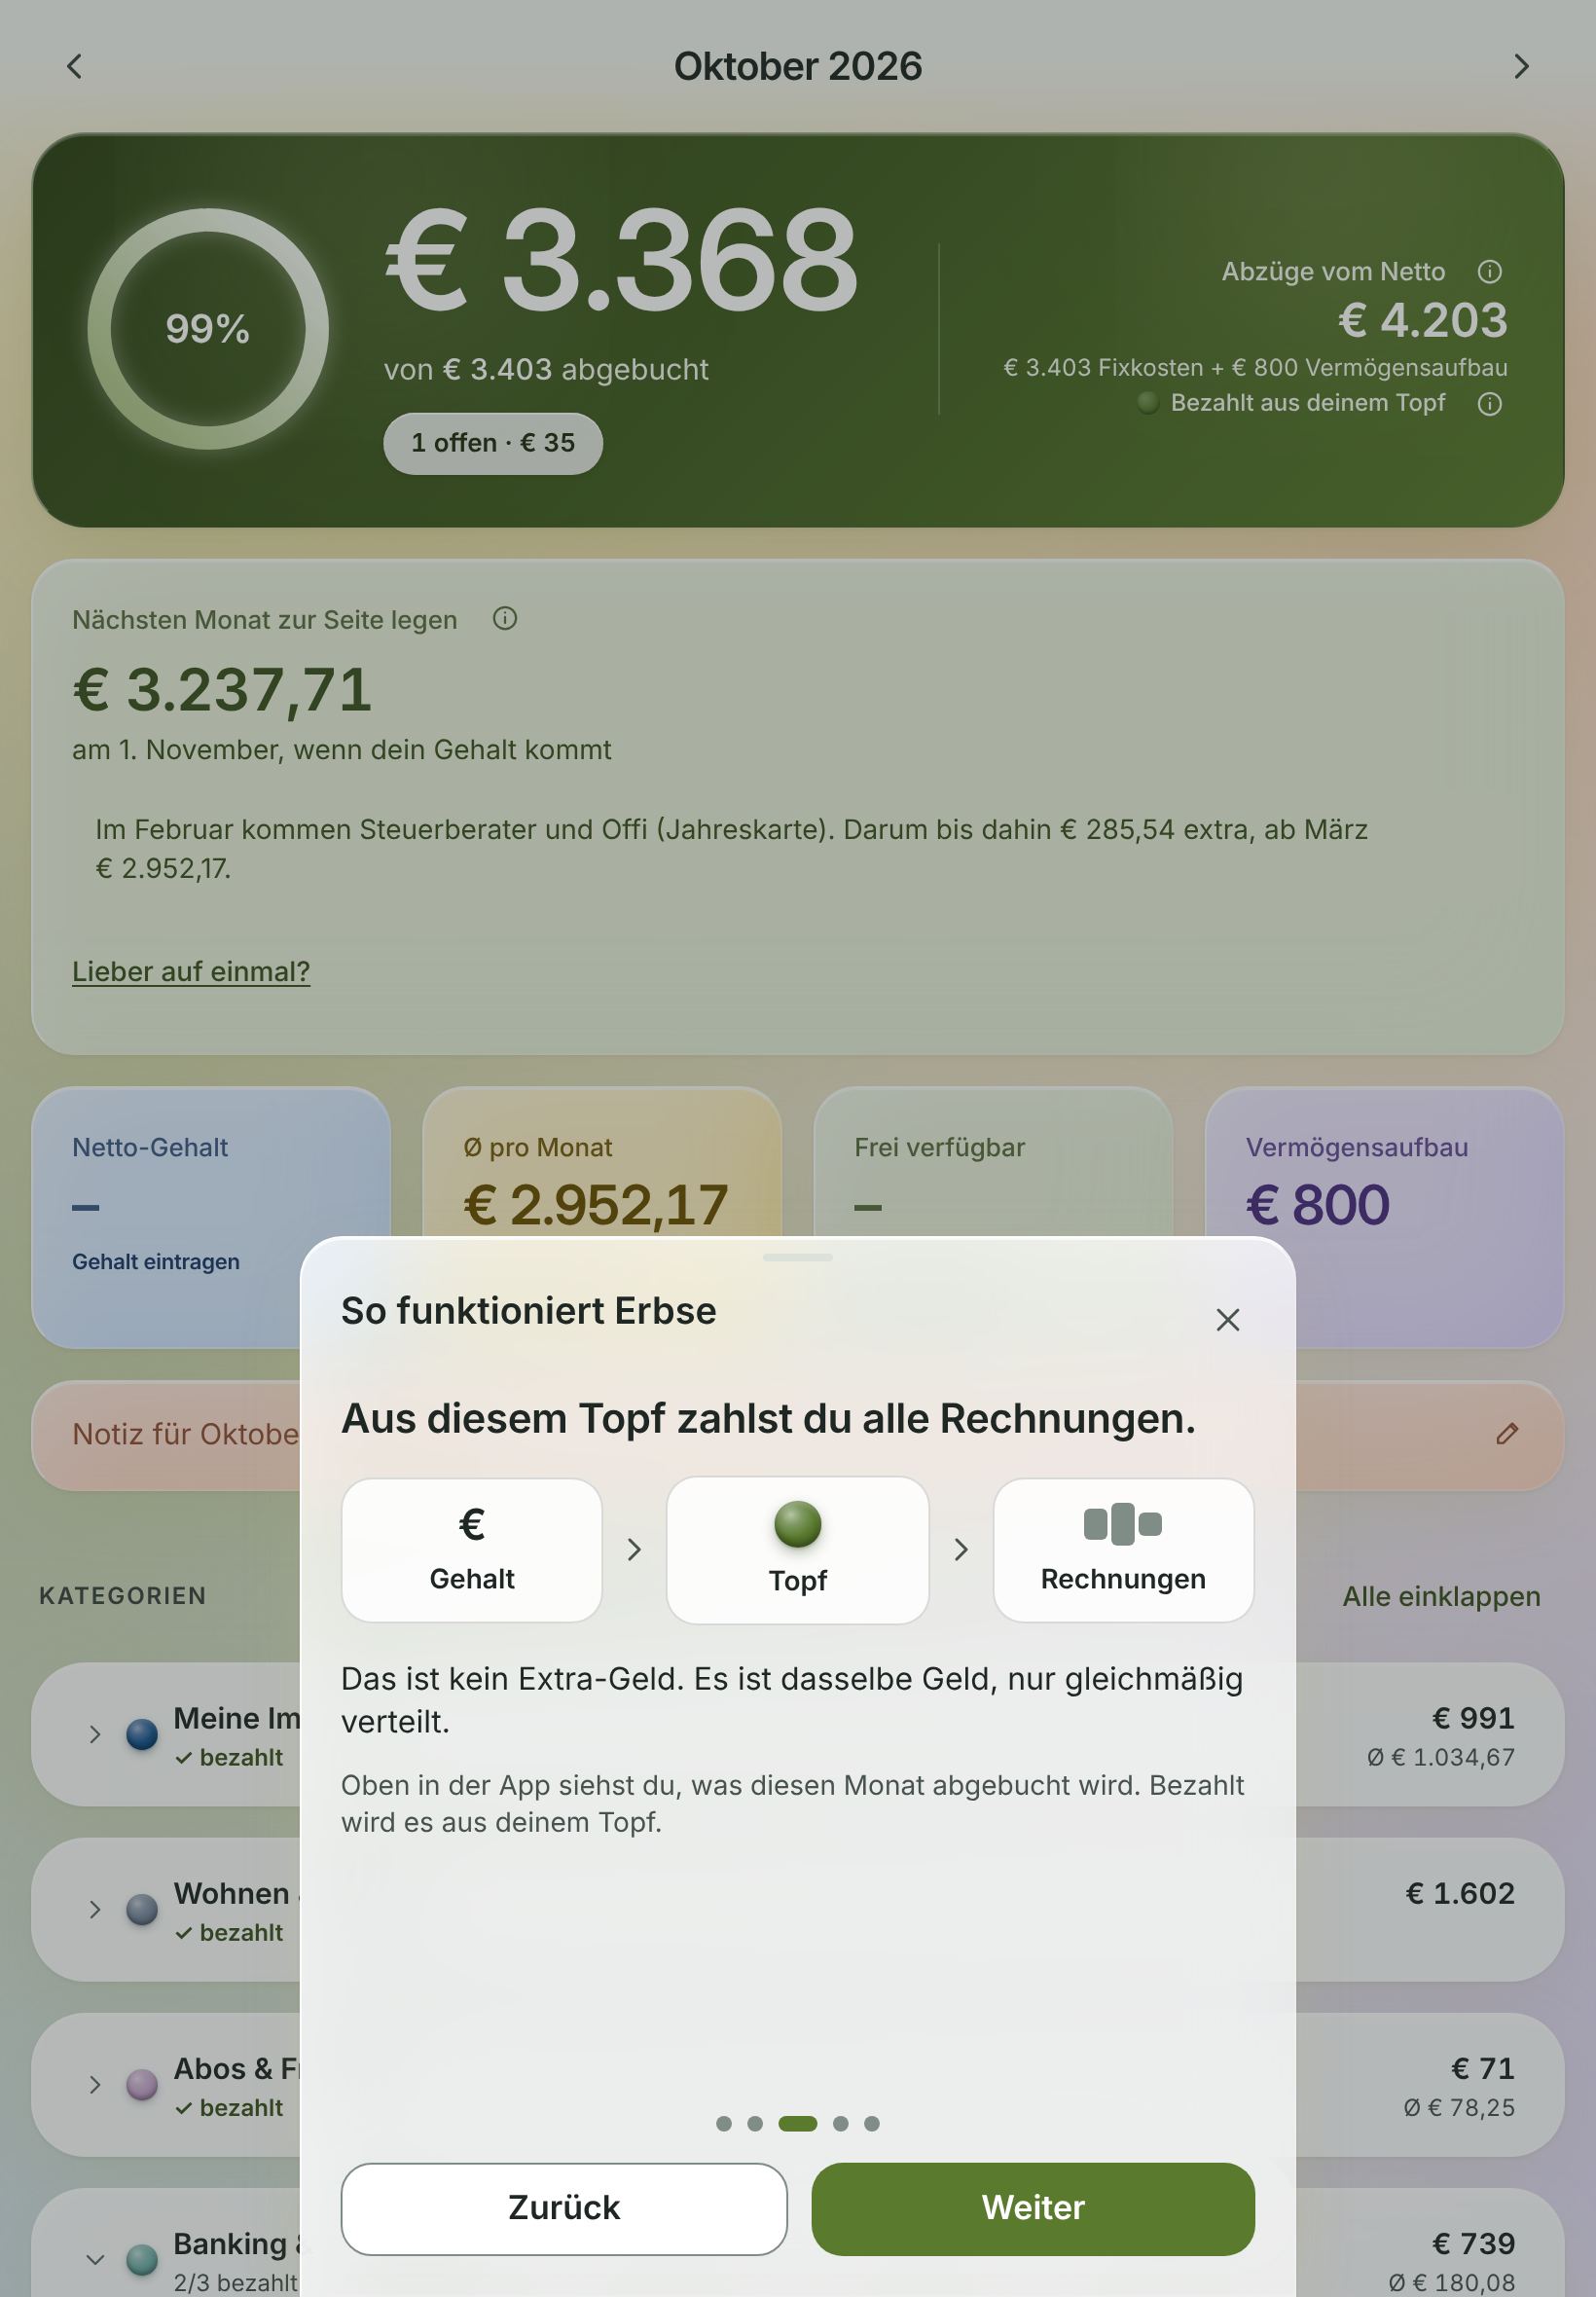 Oktober 2026
99%
€ 3.368
von € 3.403 abgebucht
1 offen · € 35
Abzüge vom Netto
€ 4.203
€ 3.403 Fixkosten + € 800 Vermögensaufbau
Bezahlt aus deinem Topf
Nächsten Monat zur Seite legen
€ 3.237,71
am 1. November, wenn dein Gehalt kommt
Im Februar kommen Steuerberater und Offi (Jahreskarte). Darum bis dahin € 285,54 extra, ab März
€ 2.952,17.
Lieber auf einmal?
Netto-Gehalt
–
Gehalt eintragen
Ø pro Monat
€ 2.952,17
Frei verfügbar
–
Vermögensaufbau
€ 800
Notiz für Oktobe
KATEGORIEN
Alle einklappen
Meine Im
✓ bezahlt
€ 991
Ø € 1.034,67
Wohnen
✓ bezahlt
€ 1.602
Abos & Fr
✓ bezahlt
€ 71
Ø € 78,25
Banking &
2/3 bezahlt
€ 739
Ø € 180,08
So funktioniert Erbse
Aus diesem Topf zahlst du alle Rechnungen.
€
Gehalt
Topf
Rechnungen
Das ist kein Extra-Geld. Es ist dasselbe Geld, nur gleichmäßig
verteilt.
Oben in der App siehst du, was diesen Monat abgebucht wird. Bezahlt
wird es aus deinem Topf.
Zurück
Weiter